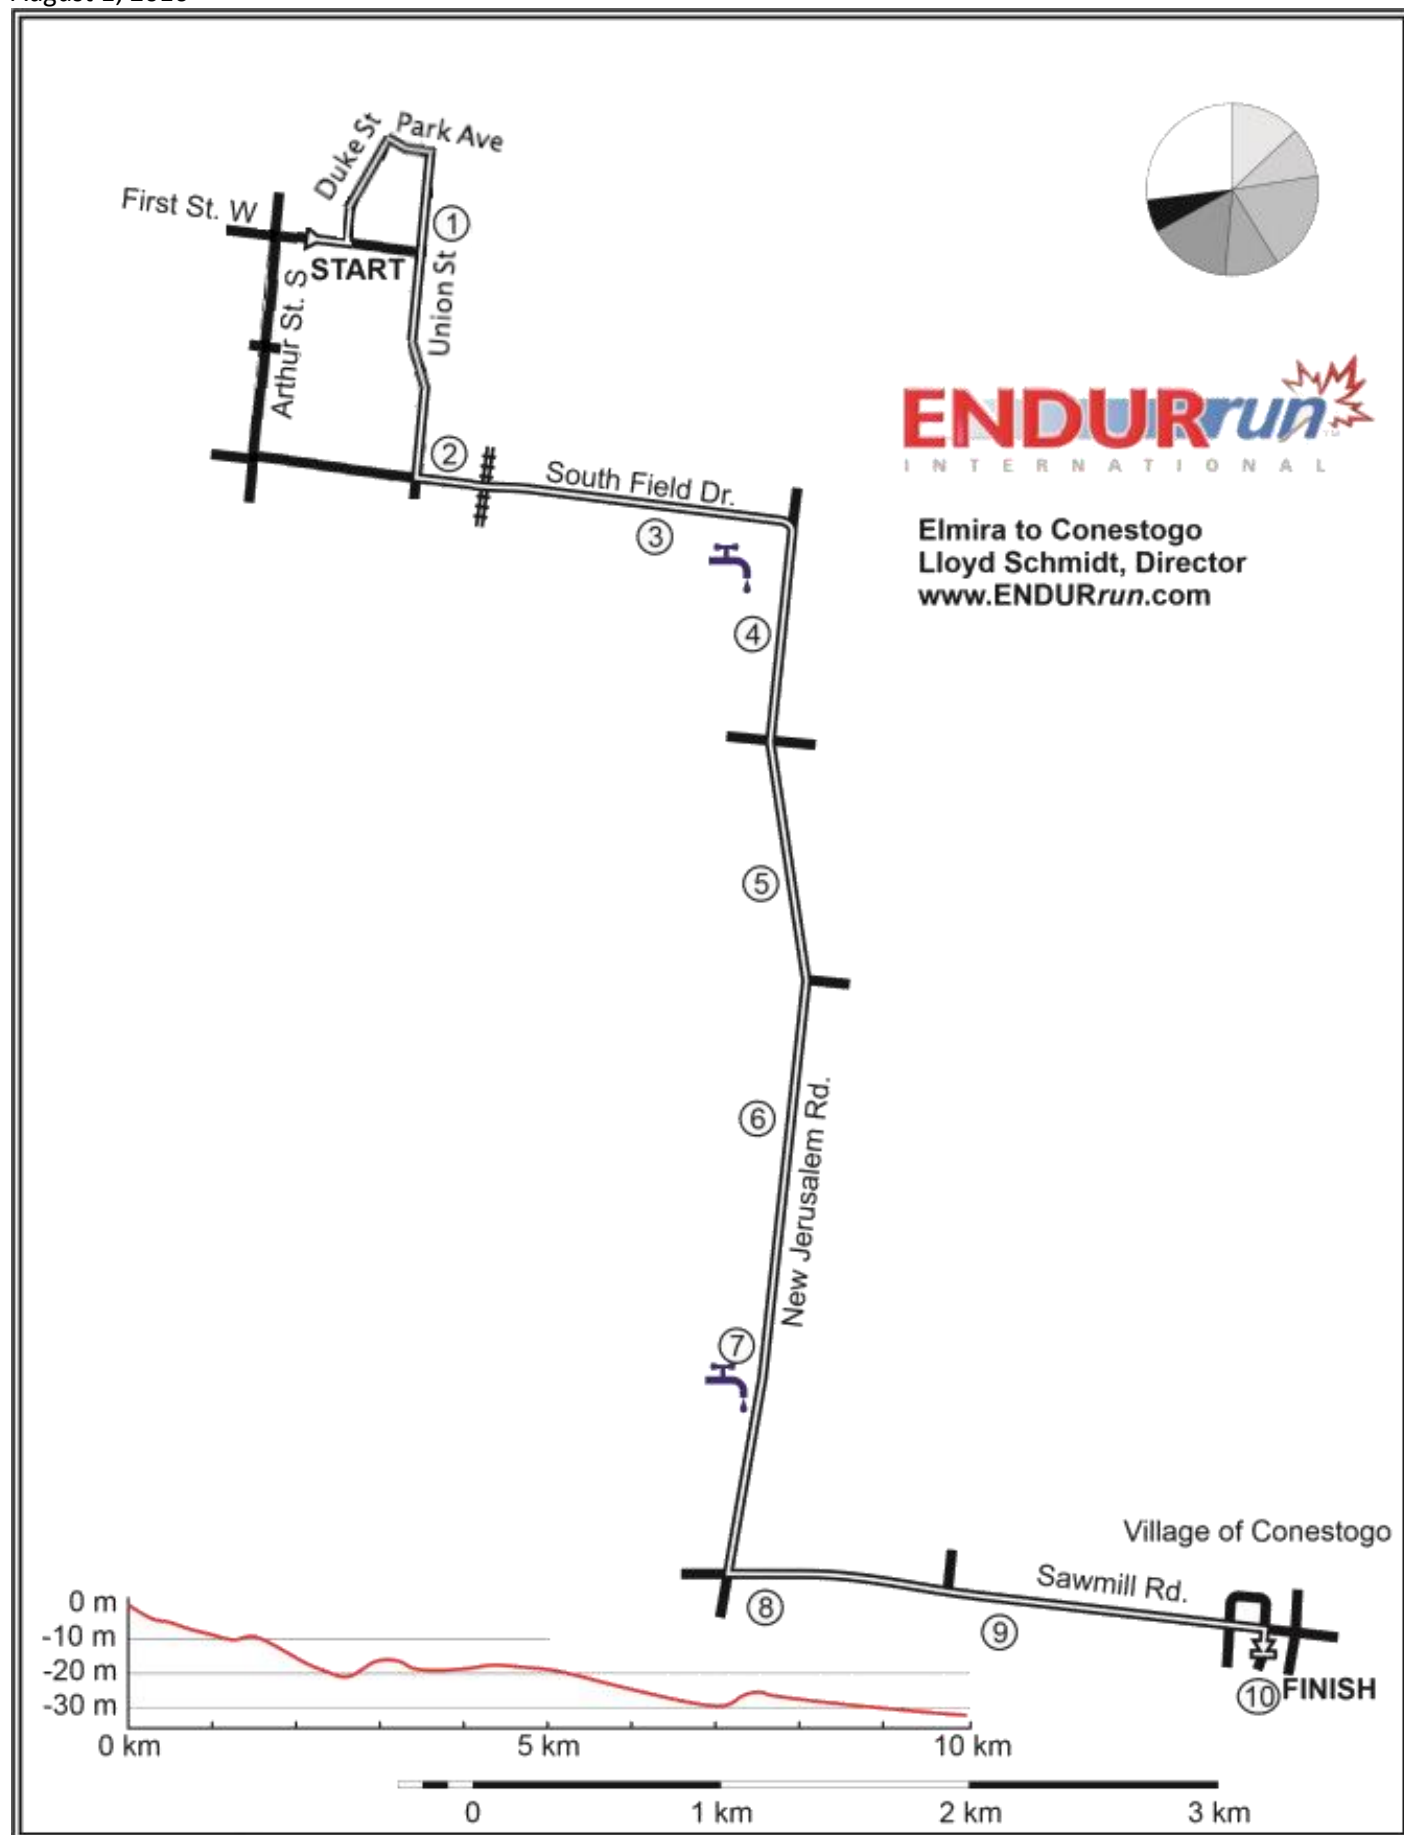 Duke St
Park Ave
First St. W
1
START
Arthur St. S
Union St
2
South Field Dr.
3
ENDURrun
INTERNATIONAL
Elmira to Conestogo
Lloyd Schmidt, Director
www.ENDURrun.com
4
5
6
New Jerusalem Rd.
7
Village of Conestogo
Sawmill Rd.
8
9
10 FINISH
0 m
-10 m
-20 m
-30 m
0 km 5 km 10 km
0 1 km 2 km 3 km